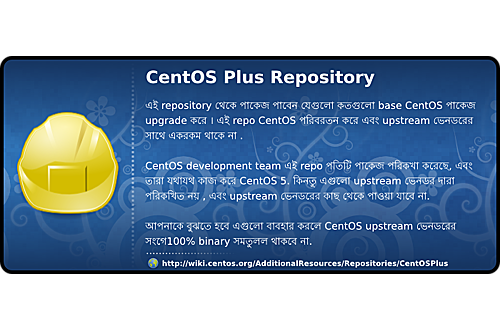 CentOS Plus Repository
এই repository থেকে পাকেজ পাবেন যেগুলো কতগুলো base CentOS পাকেজ
upgrade করে । এই repo CentOS পরিবরতন করে এবং upstream ভেনডরের
সাথে একরকম থাকে না .
CentOS development team এই repo প্রতিটি পাকেজ পরিকখা করেছে, এবং
তারা যথাযথ কাজ করে CentOS 5. কিনতু এগুলো upstream ভেনডর দারা
পরিকখিত নয় , এবং upstream ভেনডরের কাছ থেকে পাওয়া যাবে না.
আপনাকে বুঝতে হবে এগুলো বাবহার করলে CentOS upstream ভেনডরের
সংগে100% binary সমতুলল থাকবে না.
http://wiki.centos.org/AdditionalResources/Repositories/CentOSPlus